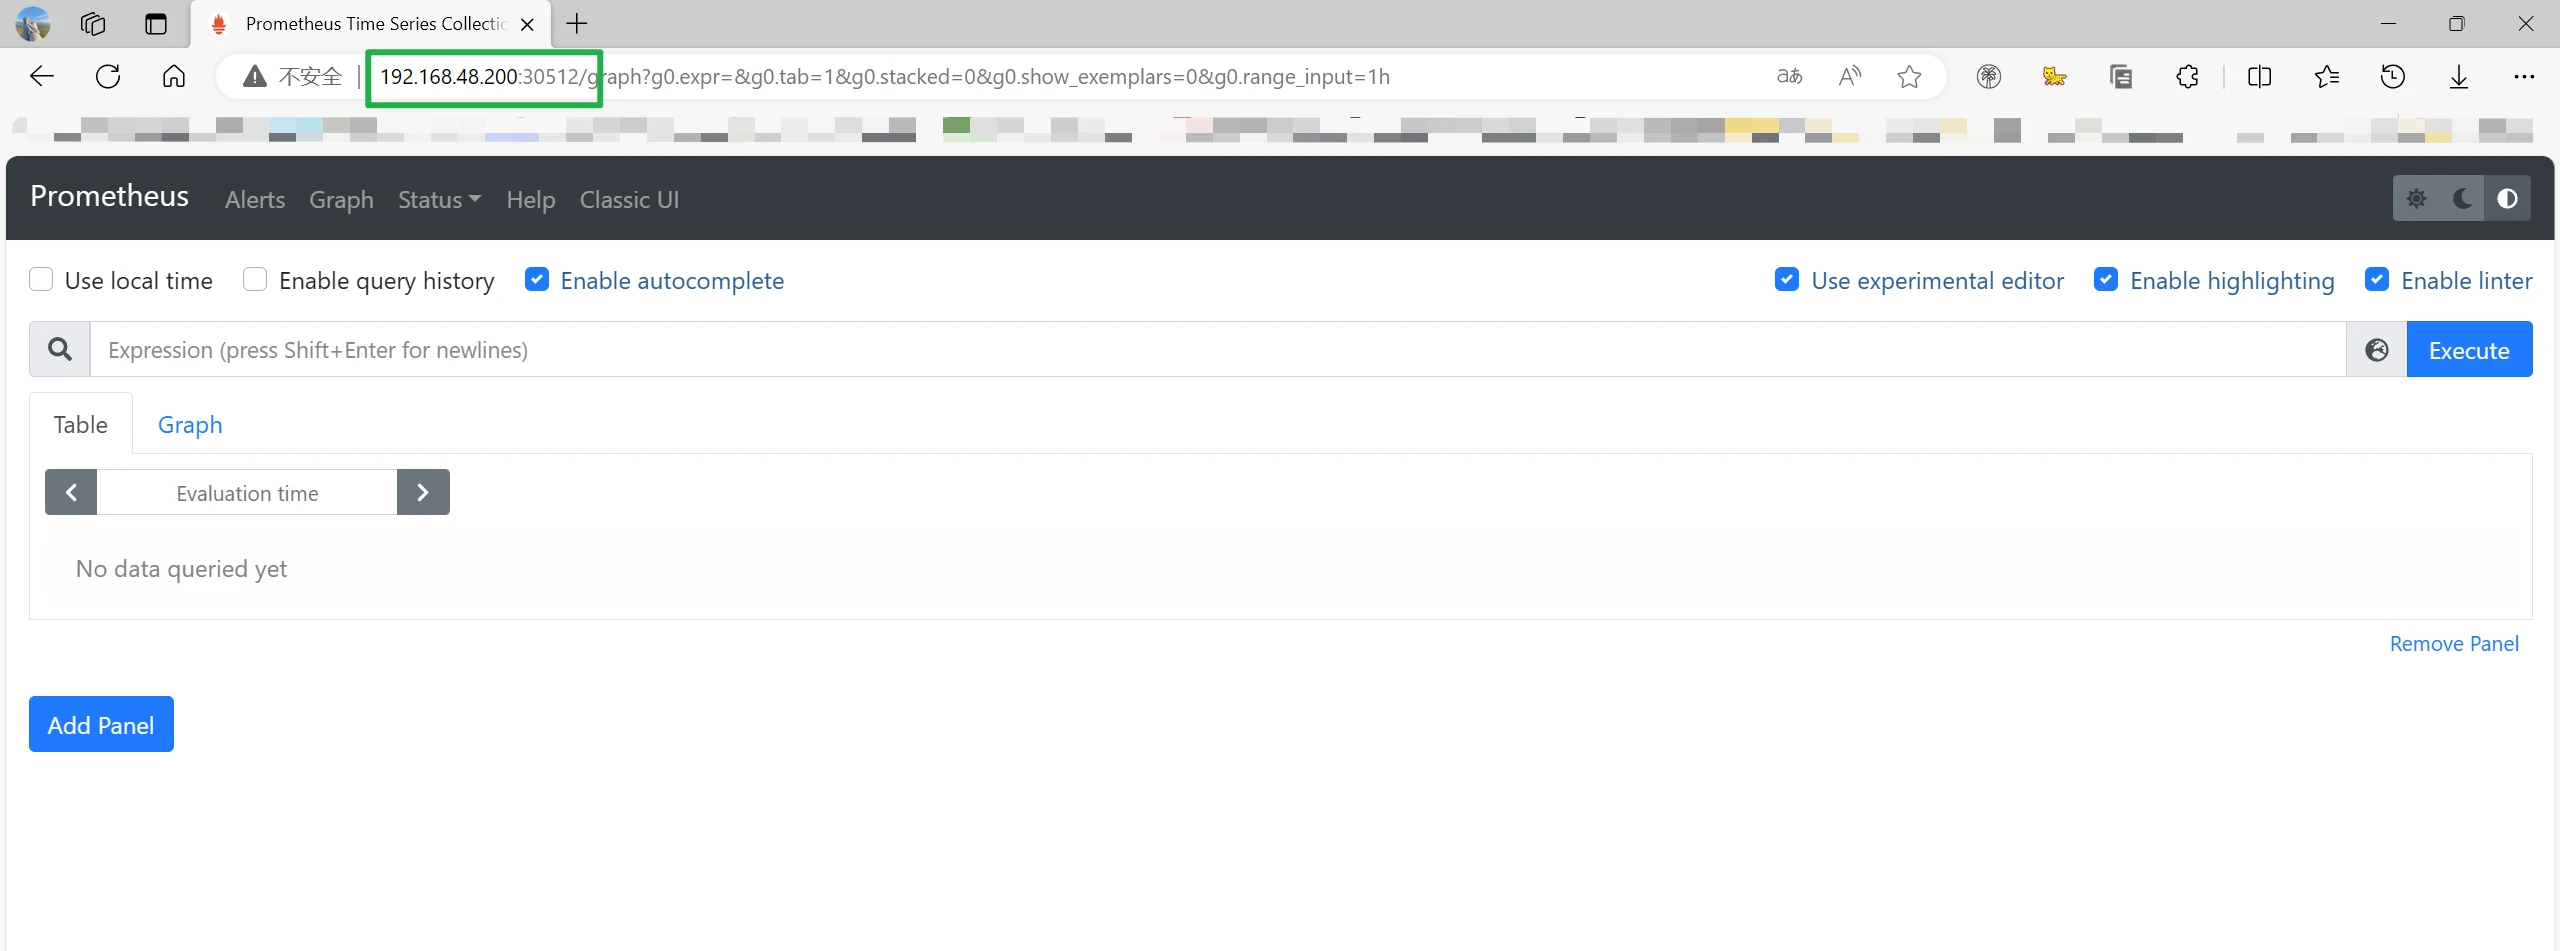 Prometheus Time Series Collectic
不安全 192.168.48.200:30512/graph?g0.expr=&g0.tab=1&g0.stacked=0&g0.show_exemplars=0&g0.range_input=1h aあ A
Prometheus Alerts Graph Status Help Classic UI
Use local time Enable query history Enable autocomplete Use experimental editor Enable highlighting Enable linter
Expression (press Shift+Enter for newlines) Execute
Table Graph
Evaluation time
No data queried yet
Remove Panel
Add Panel